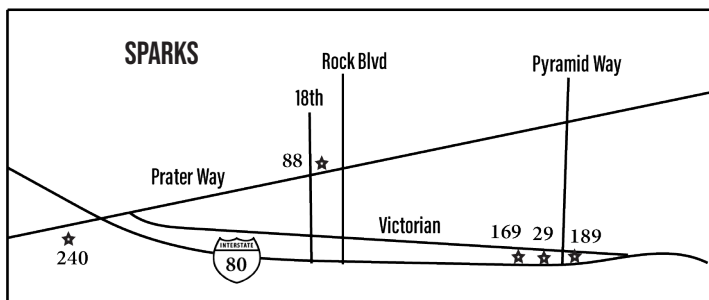 SPARKS
Rock Blvd
Pyramid Way
18th
88
Prater Way
Victorian
169 29 189
240
INTERSTATE
80